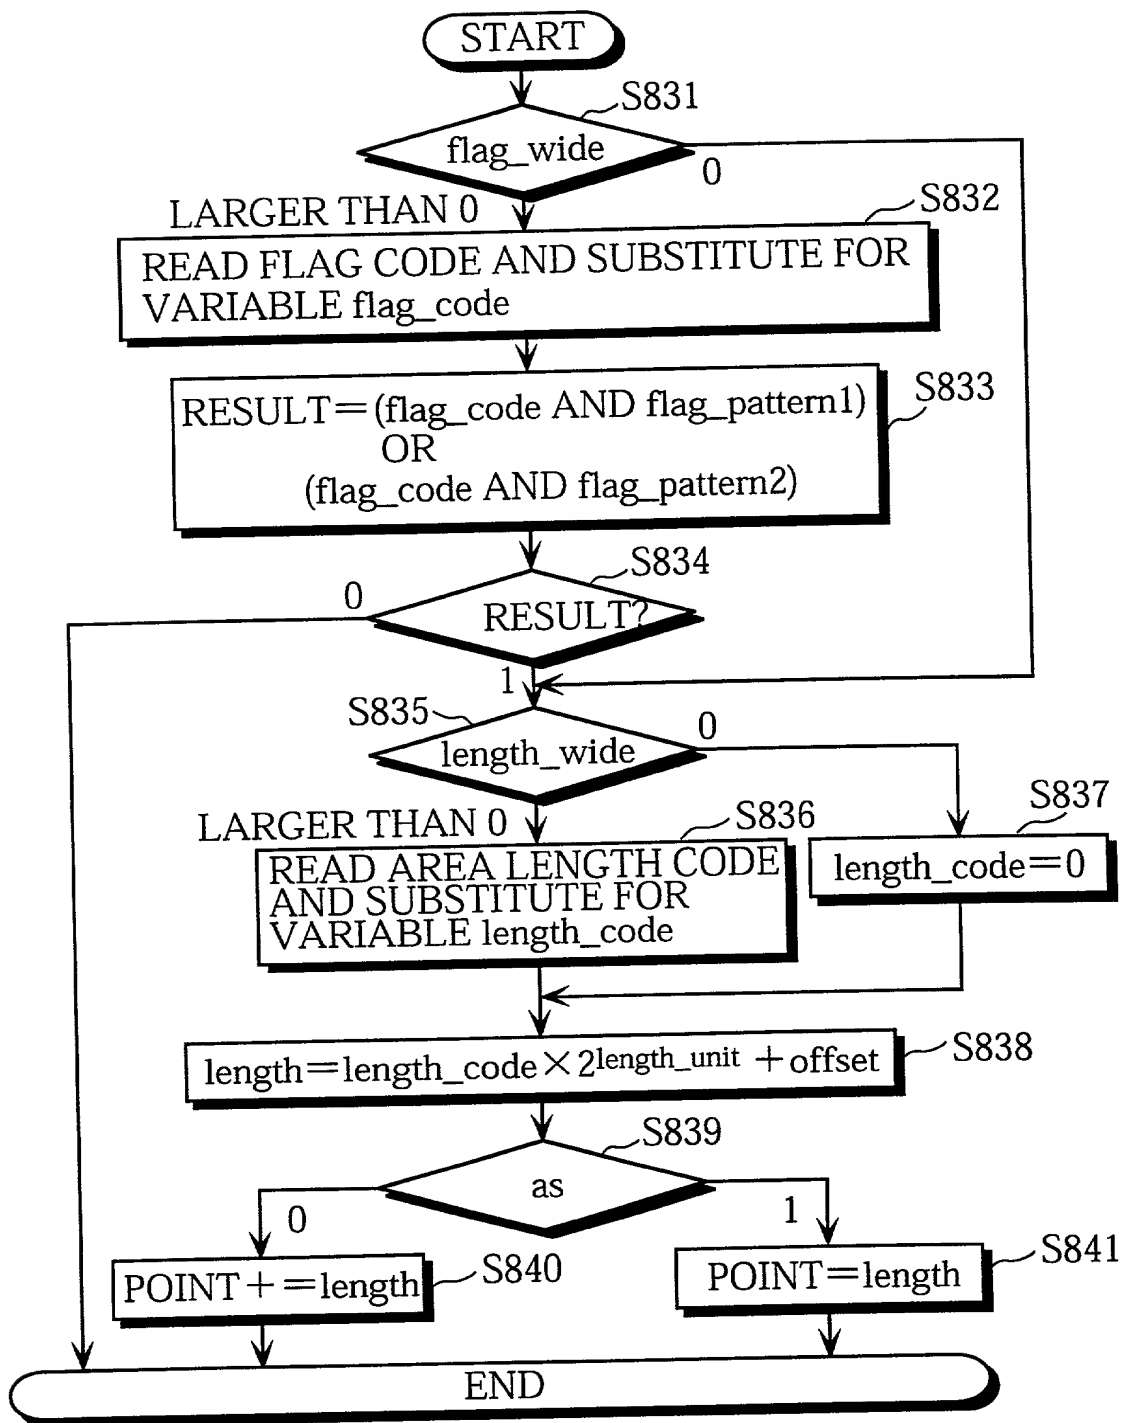 START
S831
flag_wide
0
LARGER THAN 0
S832
READ FLAG CODE AND SUBSTITUTE FOR
VARIABLE flag_code
S833
RESULT=(flag_code AND flag_pattern1)
OR
(flag_code AND flag_pattern2)
S834
0
RESULT?
1
S835
0
length_wide
S837
LARGER THAN 0
S836
length_code=0
READ AREA LENGTH CODE
AND SUBSTITUTE FOR
VARIABLE length_code
length=length_code×2^length_unit +offset
S838
S839
as
0
1
POINT+=length
S840
POINT=length
S841
END